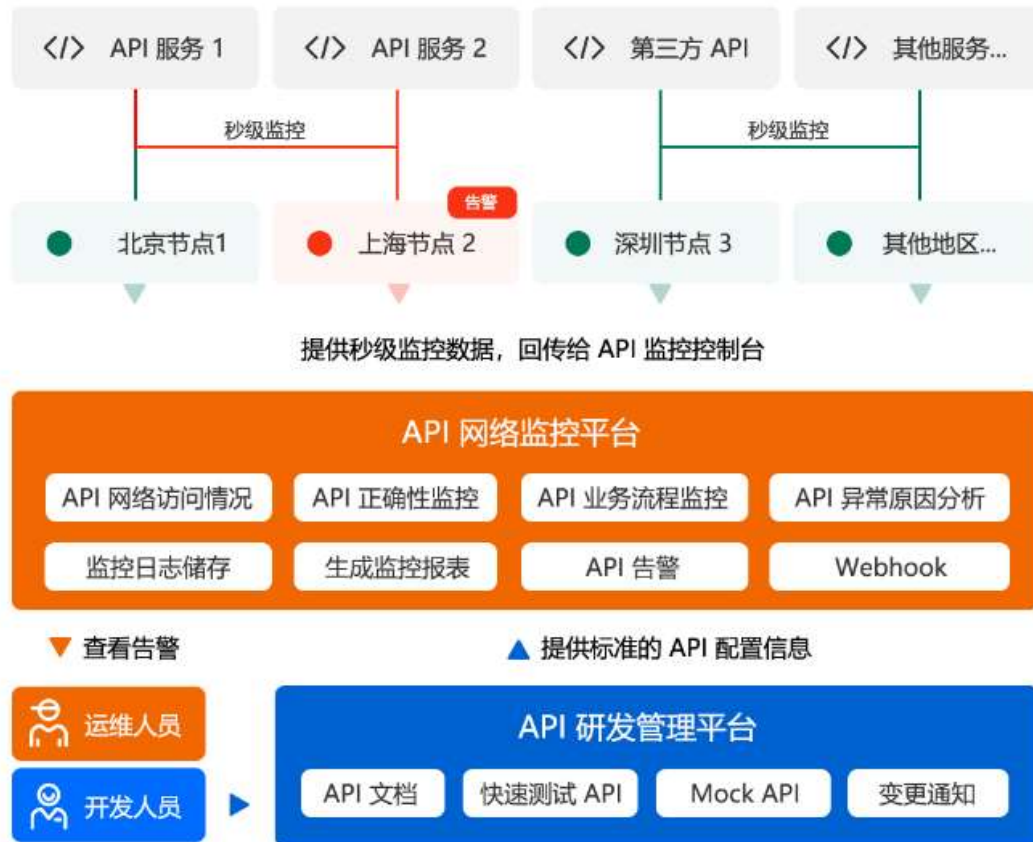 </> API 服务 1
</> API 服务 2
</> 第三方 API
</> 其他服务...
秒级监控
秒级监控
告警
北京节点1
上海节点 2
深圳节点 3
其他地区...
提供秒级监控数据，回传给 API 监控控制台
API 网络监控平台
API 网络访问情况
API 正确性监控
API 业务流程监控
API 异常原因分析
监控日志储存
生成监控报表
API 告警
Webhook
查看告警
提供标准的 API 配置信息
运维人员
开发人员
API 研发管理平台
API 文档
快速测试 API
Mock API
变更通知